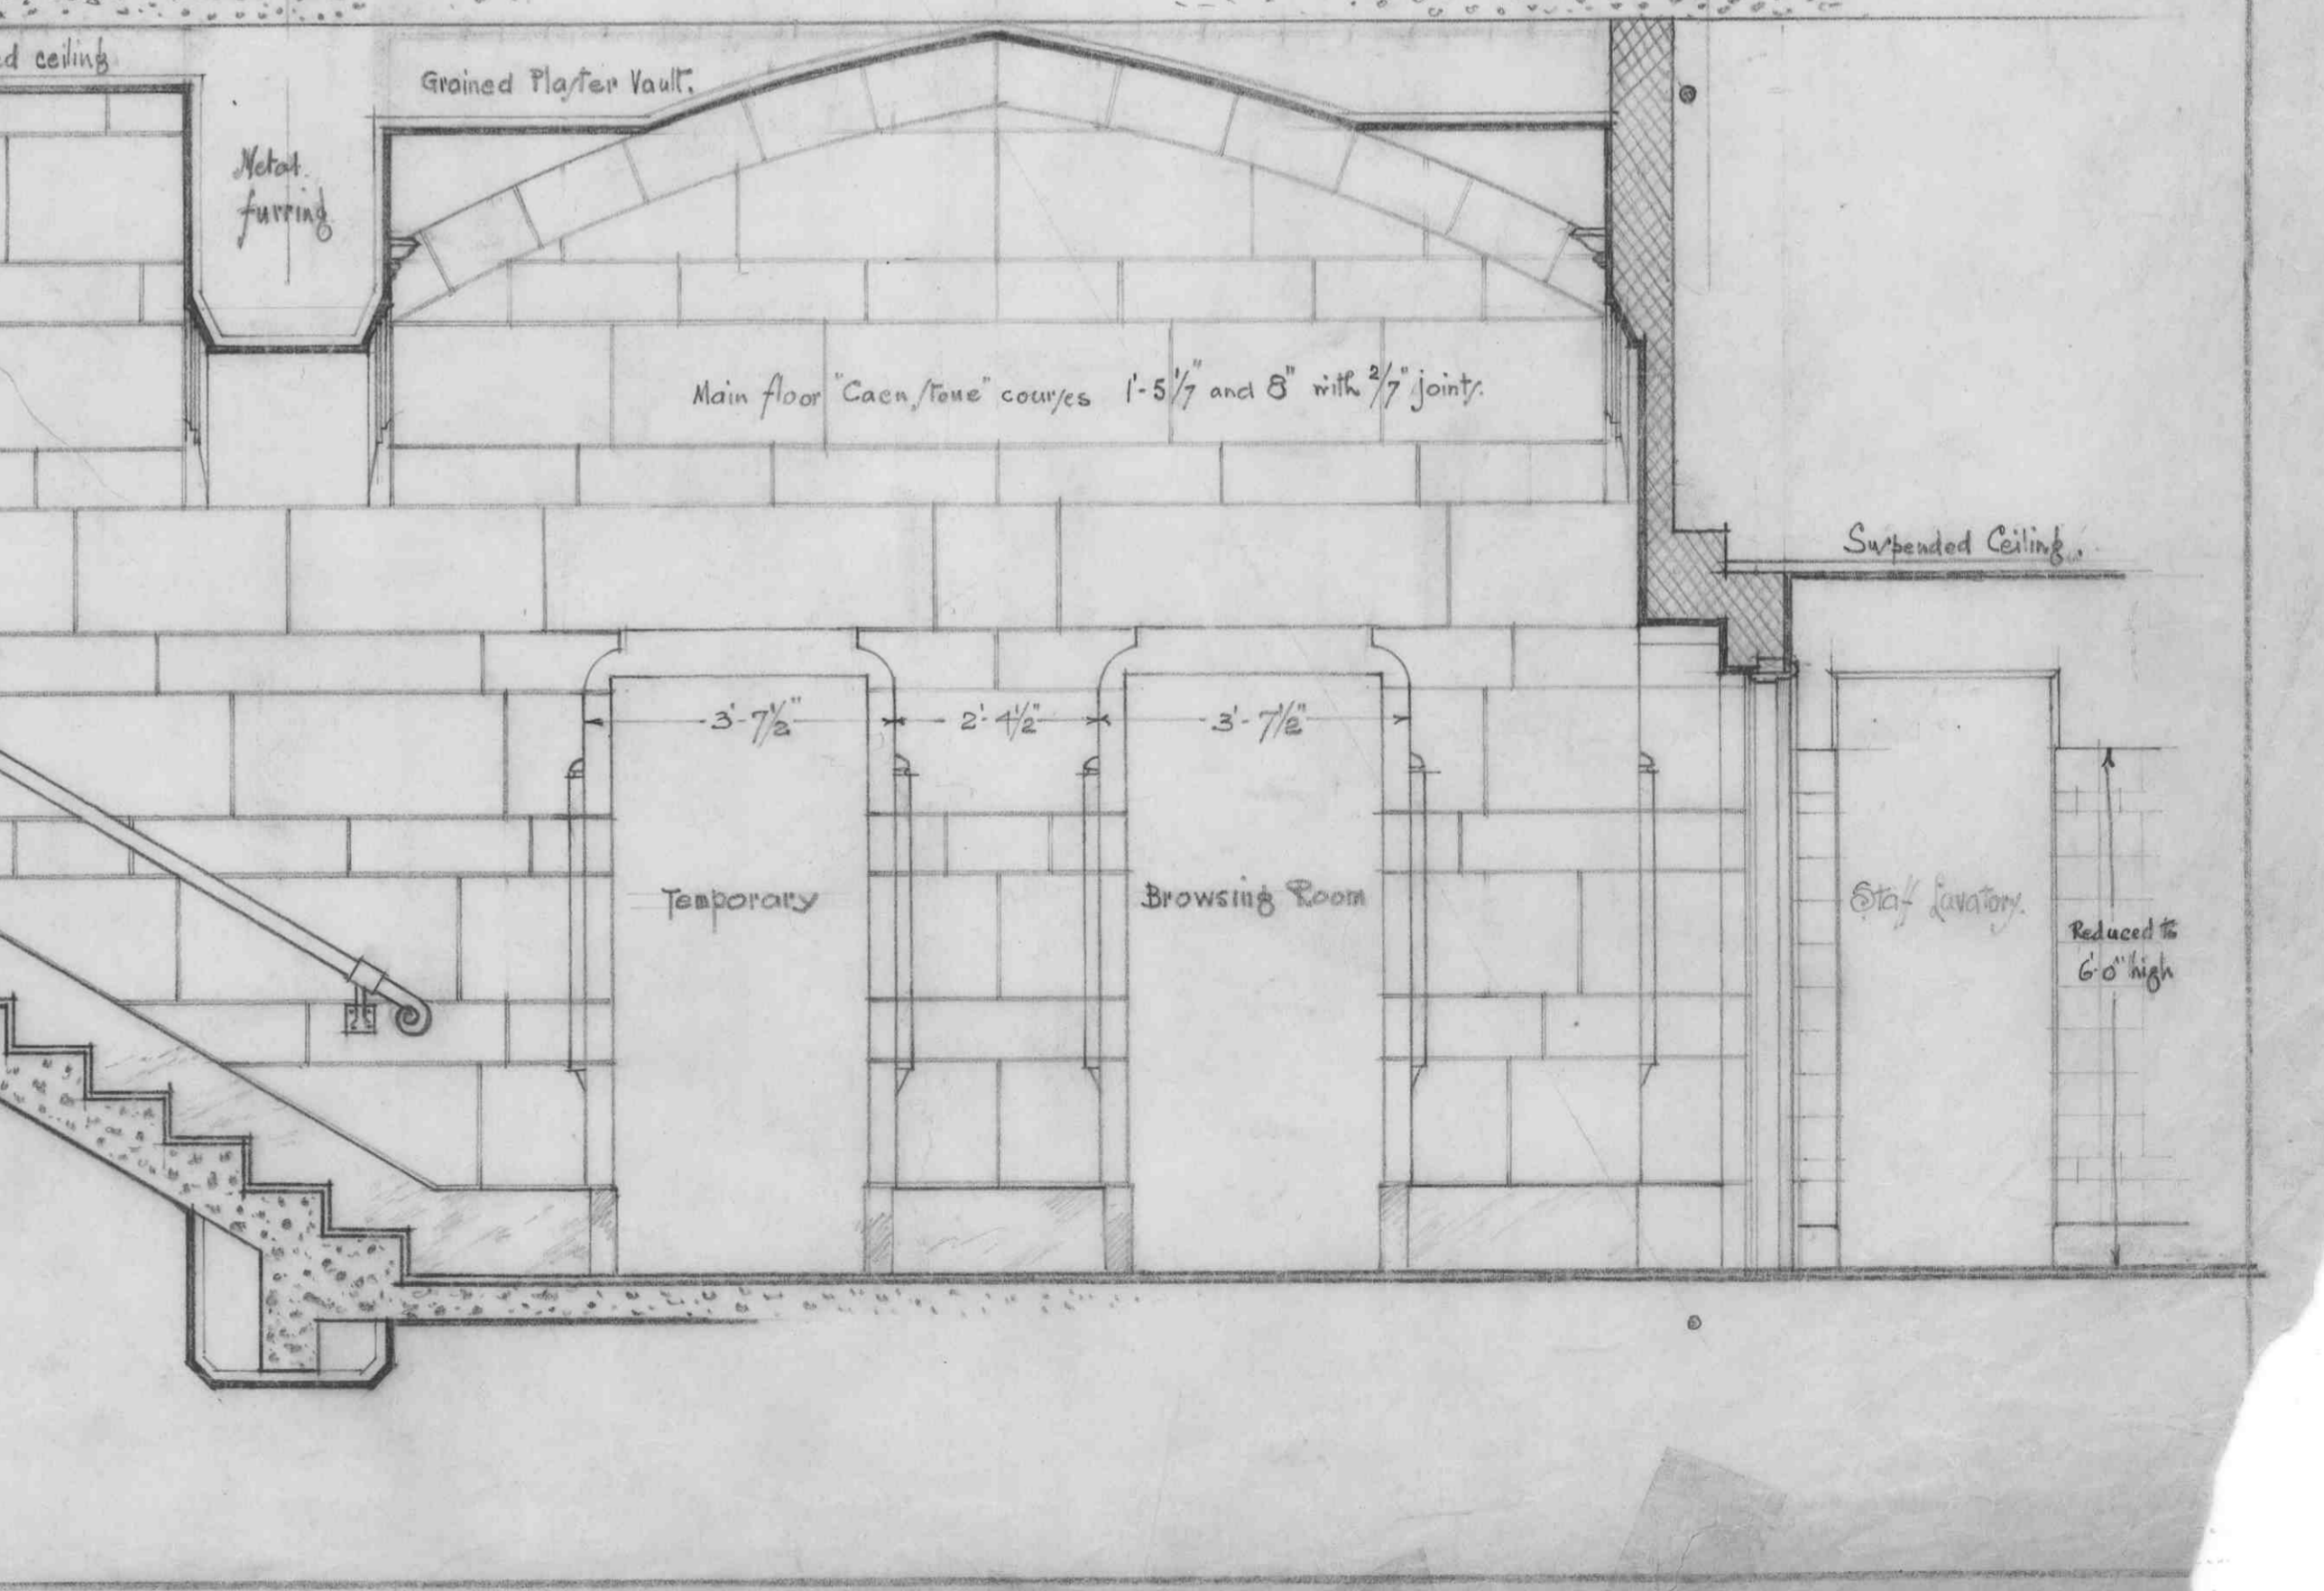 ed ceiling
Groined Plaster Vault.
Metal
furring
Main floor "Caen stone" courses 1'-5 1/7" and 8" with 2/7" joints.
Suspended Ceiling.
3'-7½" 2'-4½" 3'-7½"
Temporary
Browsing Room
Staff Lavatory.
Reduced to
6'-0" high